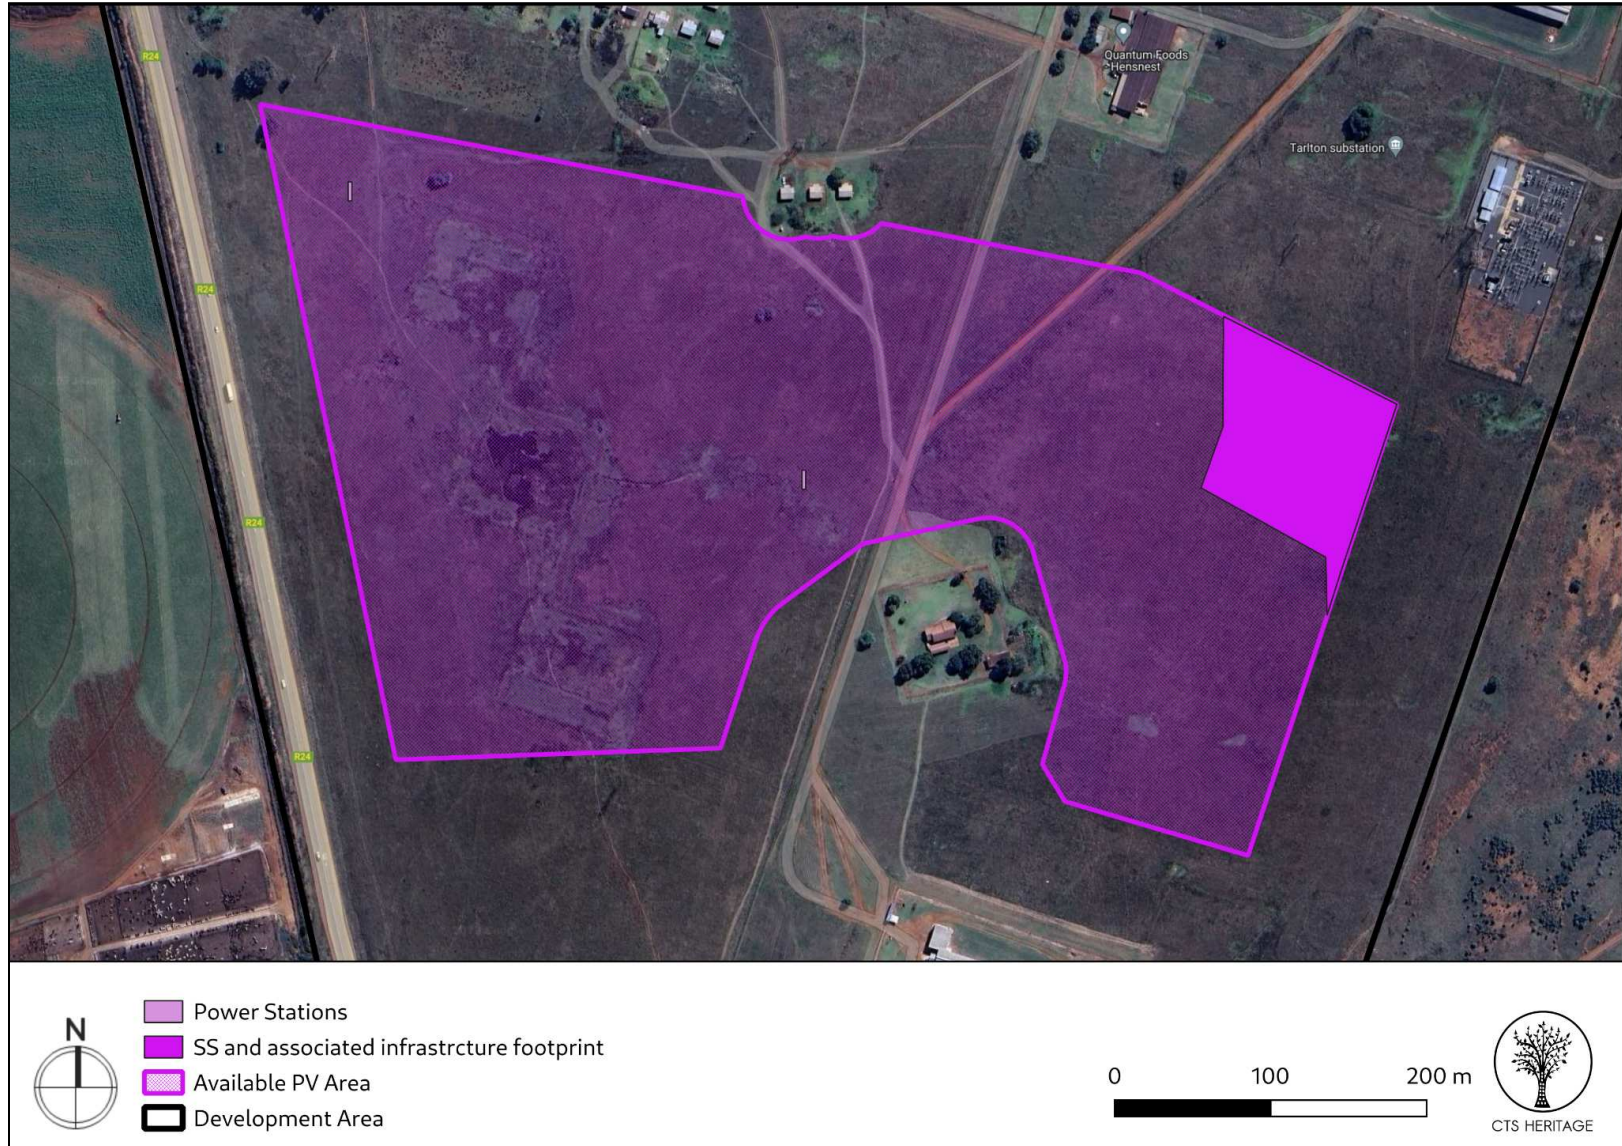 R24
Quantum Foods
Hensnest
Tarlton substation
R24
R24
R24
N
Power Stations
SS and associated infrastrcture footprint
Available PV Area
Development Area
0 100 200 m
CTS HERITAGE